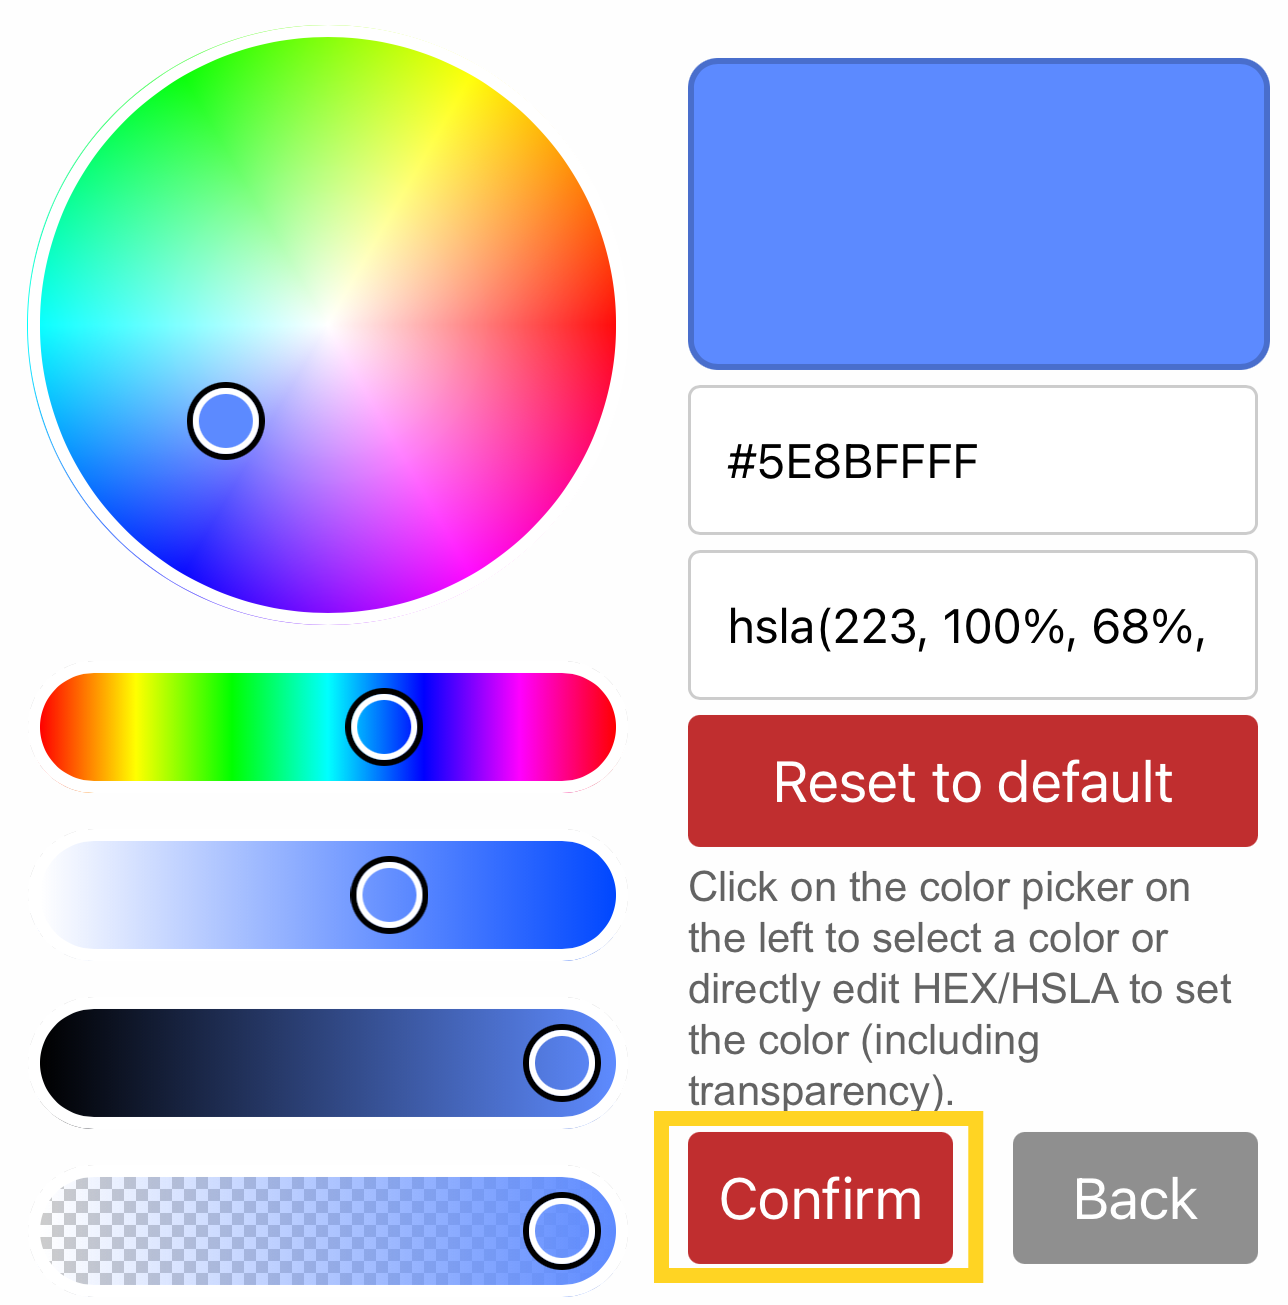 #5E8BFFFF
hsla(223, 100%, 68%,
Reset to default
Click on the color picker on
the left to select a color or
directly edit HEX/HSLA to set
the color (including
transparency).
Confirm
Back